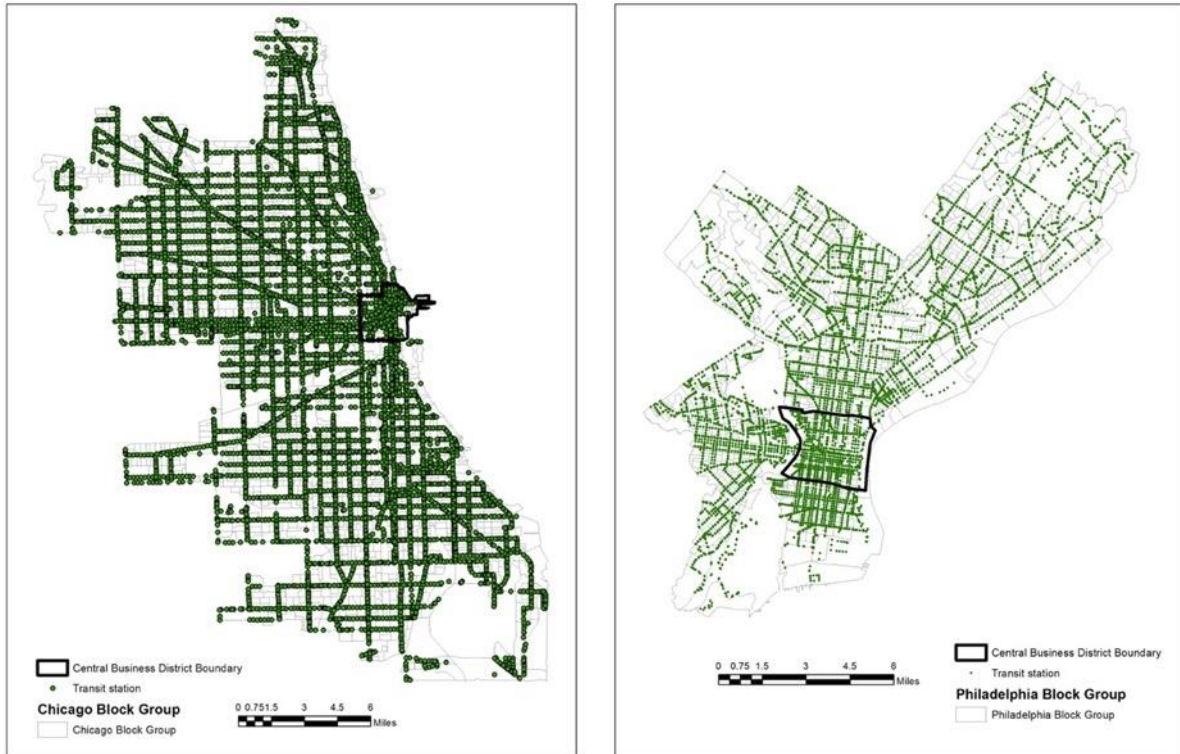 Central Business District Boundary
Transit station
Chicago Block Group
Chicago Block Group
0 0.75 1.5 3 4.5 6
Miles
Central Business District Boundary
Transit station
Philadelphia Block Group
Philadelphia Block Group
0 0.75 1.5 3 4.5 6
Miles